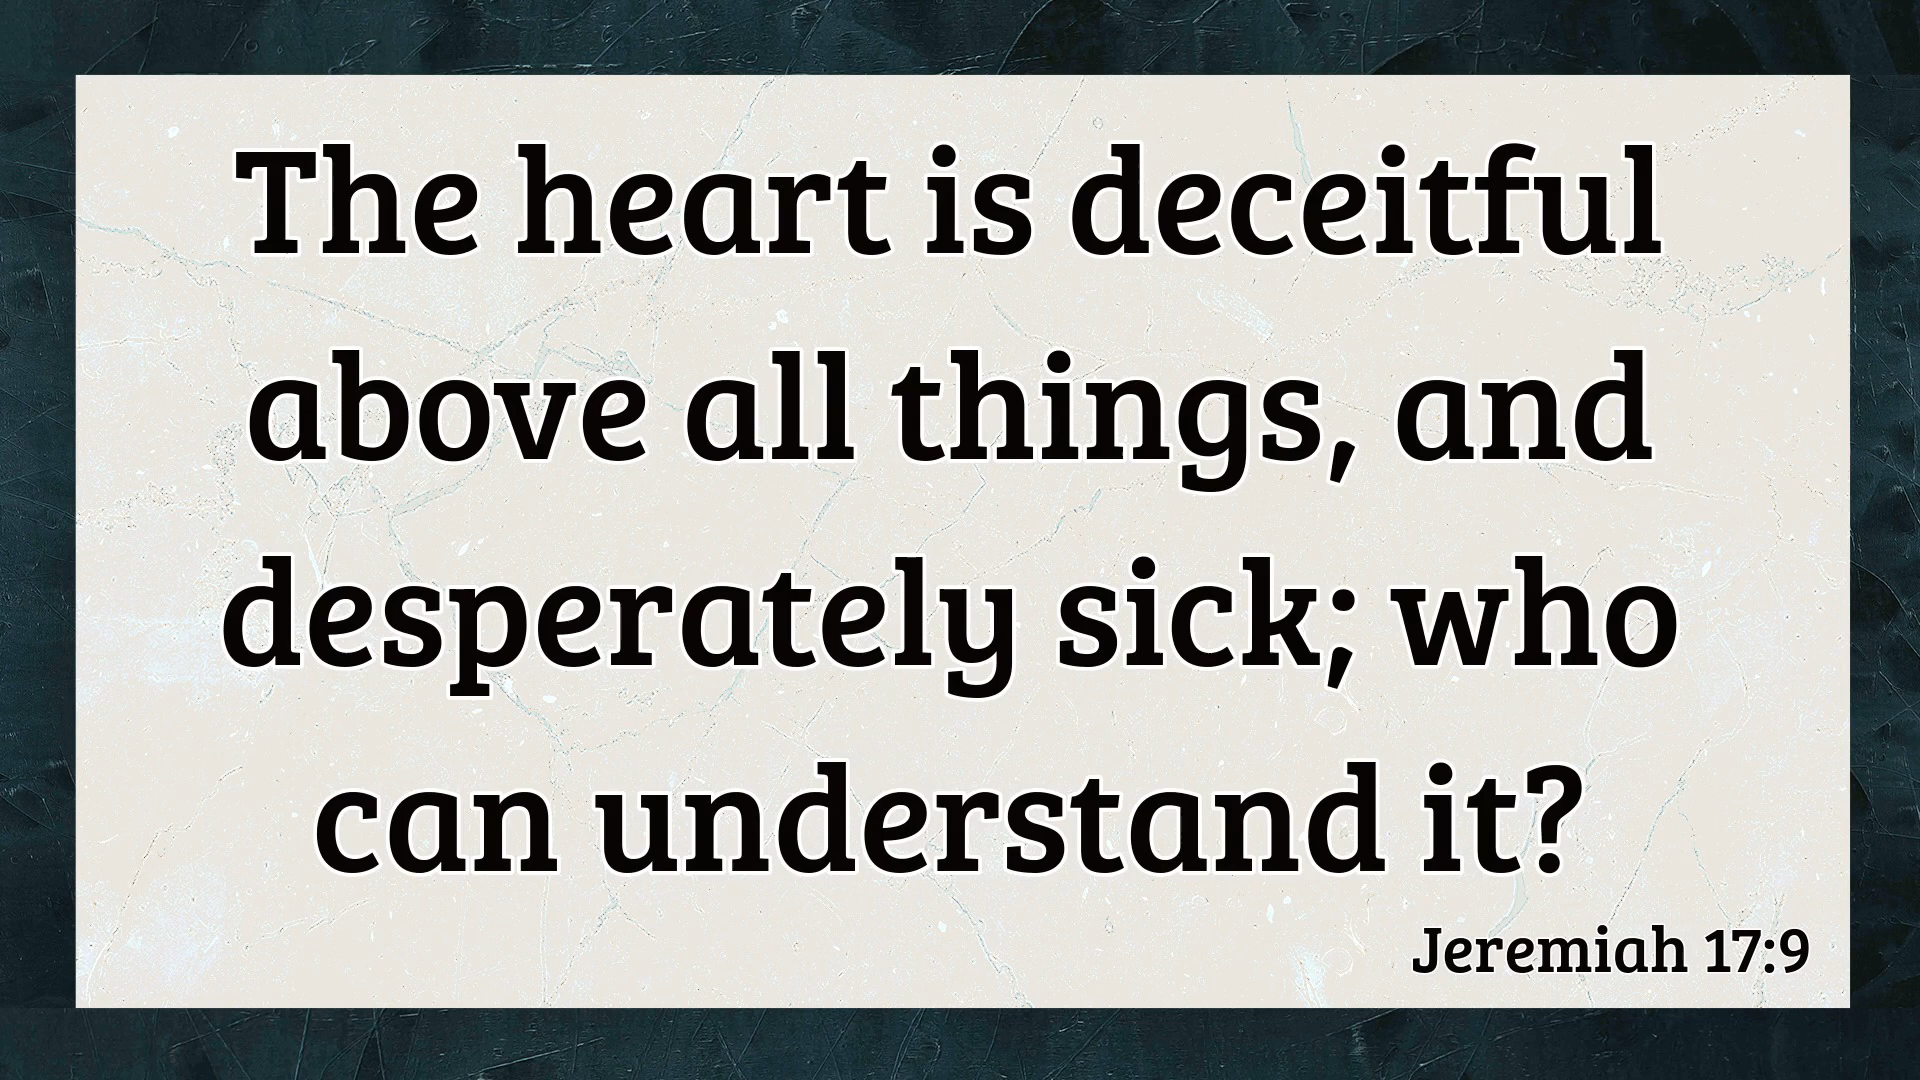 The heart is deceitful
above all things, and
desperately sick; who
can understand it?
Jeremiah 17:9